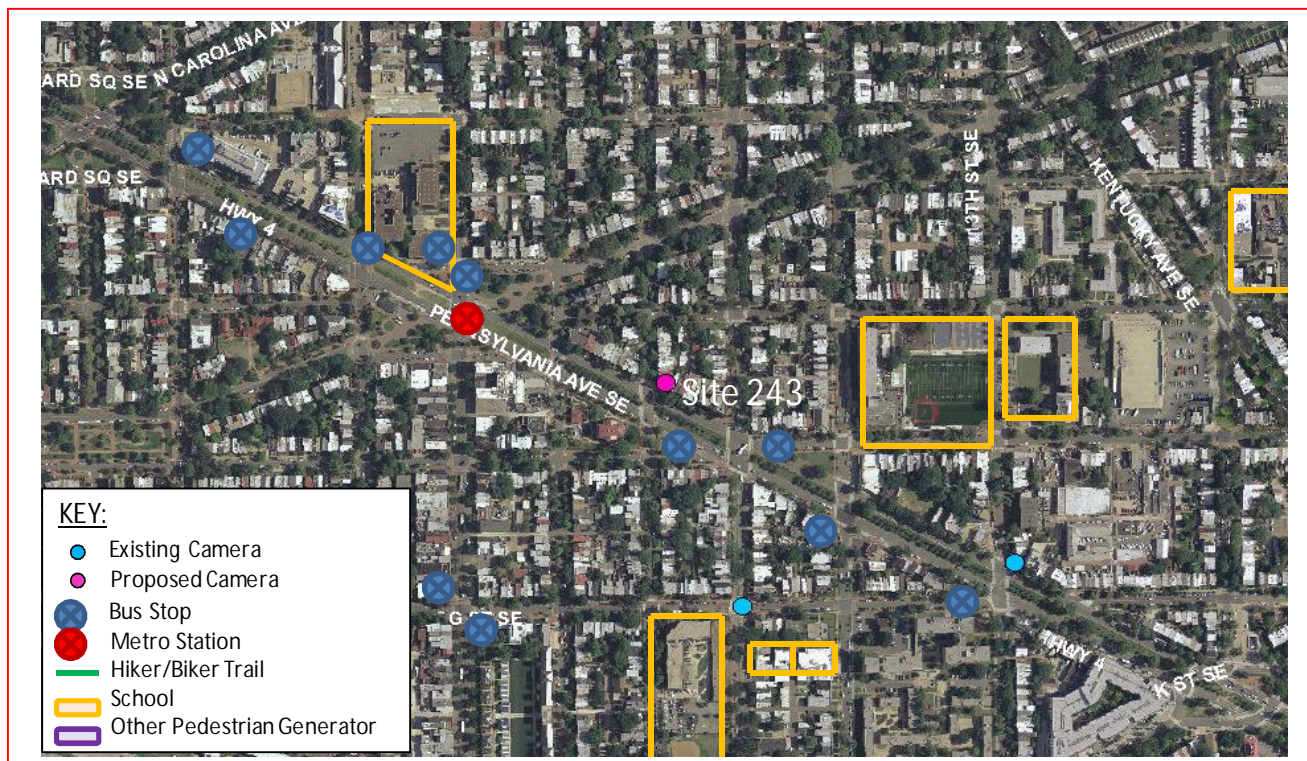 N CAROLINA AVE
ARD SQ SE
ARD SQ SE
HWY 4
13TH ST SE
KENTUCKY AVE SE
PENNSYLVANIA AVE SE
Site 243
G ST SE
HWY 4
K ST SE
KEY:
Existing Camera
Proposed Camera
Bus Stop
Metro Station
Hiker/Biker Trail
School
Other Pedestrian Generator